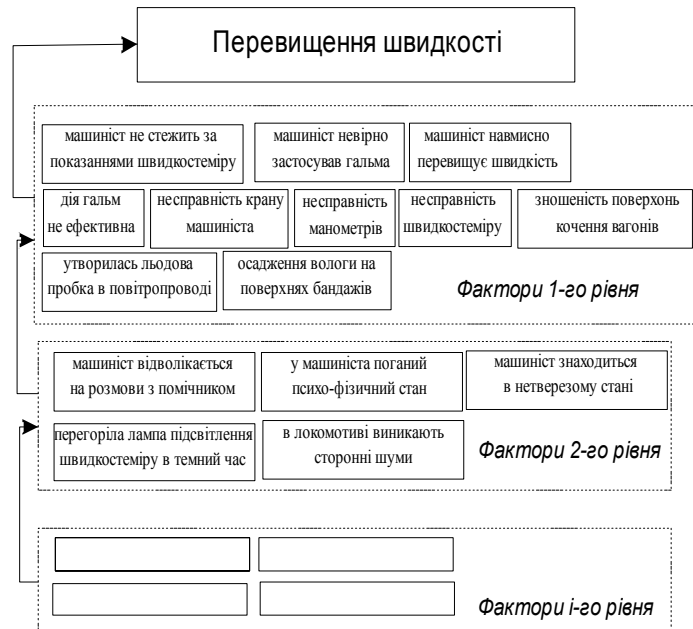 Перевищення швидкості
машиніст не стежить за
показаннями швидкостеміру
машиніст невірно
застосував гальма
машиніст навмисно
перевищує швидкість
дія гальм
не ефективна
несправність крану
машиніста
несправність
манометрів
несправність
швидкостеміру
зношеність поверхонь
кочення вагонів
утворилась льодова
пробка в повітропроводі
осадження вологи на
поверхнях бандажів
Фактори 1-го рівня
машиніст відволікається
на розмови з помічником
у машиніста поганий
психо-фізичний стан
машиніст знаходиться
в нетверезому стані
перегоріла лампа підсвітлення
швидкостеміру в темний час
в локомотиві виникають
сторонні шуми
Фактори 2-го рівня
Фактори і-го рівня